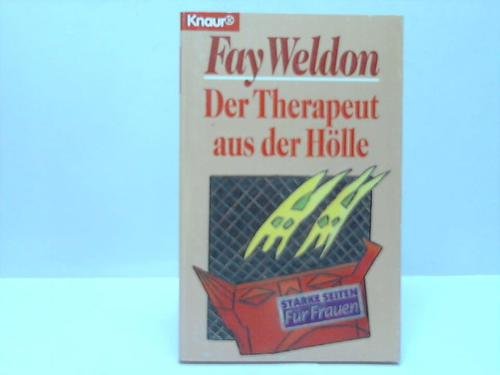 Knaur®
Fay Weldon
Der Therapeut
aus der Hölle
STARKE SEITEN
Für Frauen